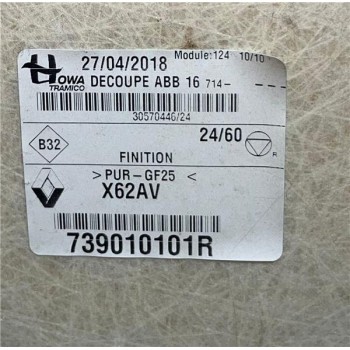 27/04/2018 Module:124 10/10
HOWA TRAMICO DECOUPE ABB 16 714-
30570446/24
B32 24/60 R
FINITION
>PUR-GF25<
X62AV
739010101R